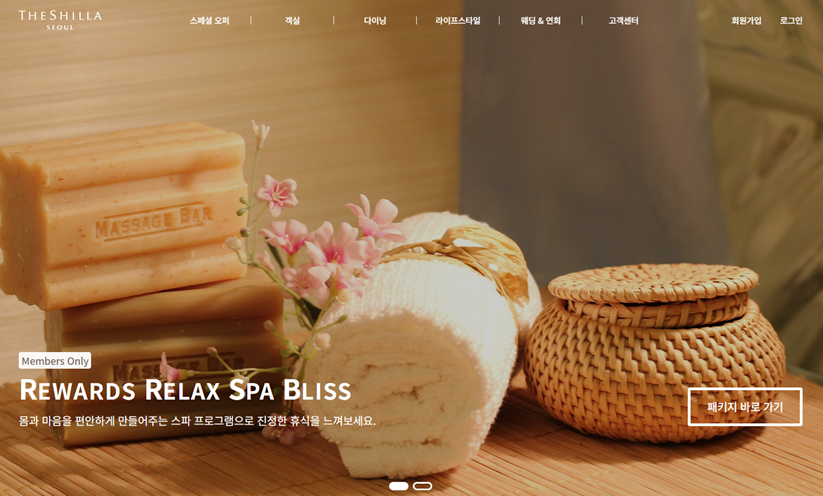 THE SHILLA
SEOUL
스페셜 오퍼
객실
다이닝
라이프스타일
웨딩 & 연회
고객센터
회원가입
로그인
MASSAGE BAR
MASSAGE BAR
Members Only
REWARDS RELAX SPA BLISS
몸과 마음을 편안하게 만들어주는 스파 프로그램으로 진정한 휴식을 느껴보세요.
패키지 바로 가기